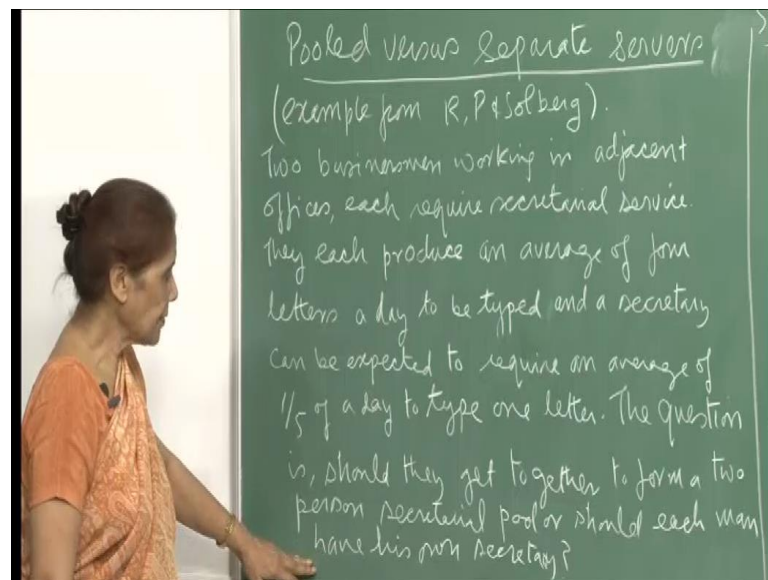 Pooled versus Separate Servers
(example from R, P & Solberg).
Two businessmen working in adjacent
offices, each require secretarial service.
They each produce an average of four
letters a day to be typed and a secretary
can be expected to require an average of
1/5 of a day to type one letter. The question
is, should they get together to form a two
person secretarial pool or should each man
have his own secretary?